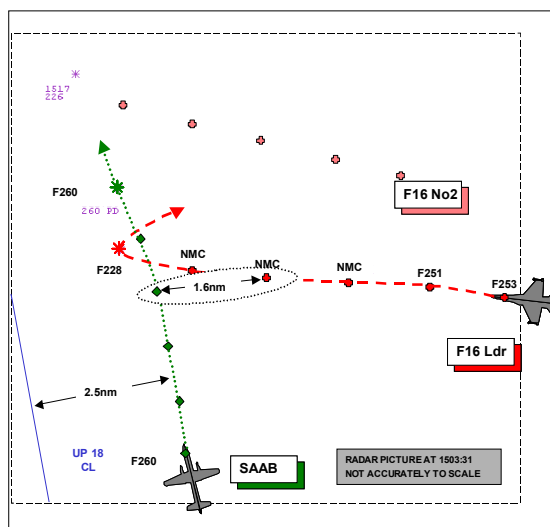 1517
226
F260
260 PD
F16 No2
F228
NMC
NMC
NMC
F251
F253
1.6nm
F16 Ldr
2.5nm
UP 18
CL
F260
SAAB
RADAR PICTURE AT 1503:31
NOT ACCURATELY TO SCALE